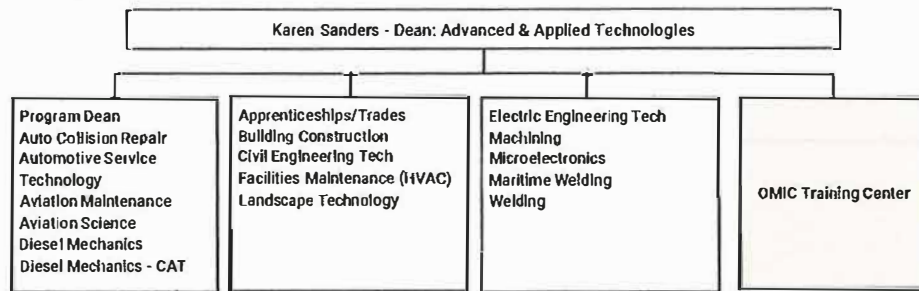 Karen Sanders - Dean: Advanced & Applied Technologies
Program Dean
Auto Collision Repair
Automotive Service
Technology
Aviation Maintenance
Aviation Science
Diesel Mechanics
Diesel Mechanics - CAT
Apprenticeships/Trades
Building Construction
Civil Engineering Tech
Facilities Maintenance (HVAC)
Landscape Technology
Electric Engineering Tech
Machining
Microelectronics
Maritime Welding
Welding
OMIC Training Center